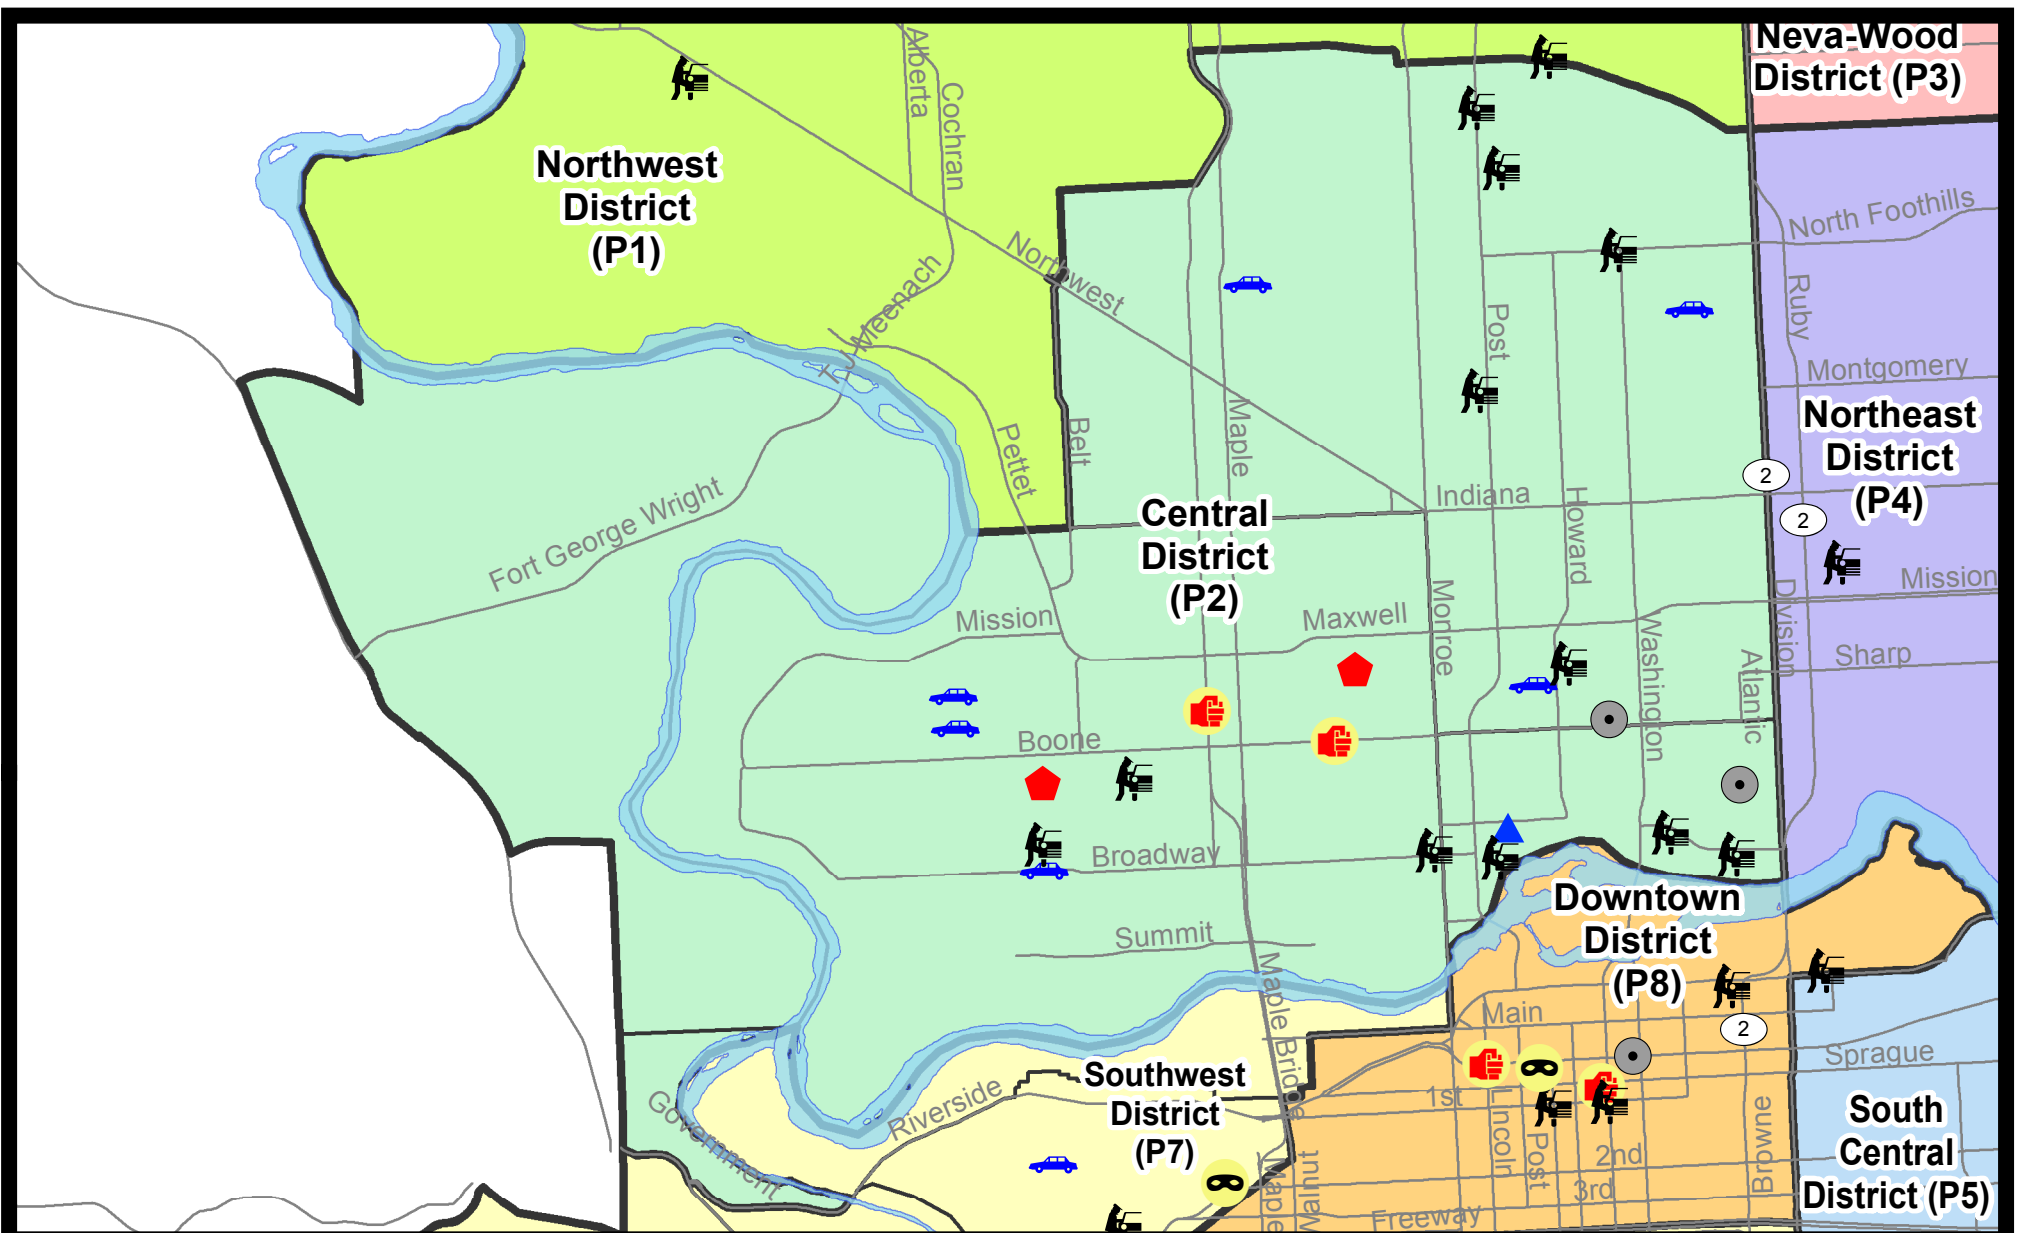 Neva-Wood
District (P3)
Alberta
Cochran
Northwest
District
(P1)
North Foothills
Northwest
T J Meenach
Ruby
Post
Montgomery
Maple
Belt
Pettet
Northeast
District
(P4)
2
2
Indiana
Howard
Fort George Wright
Central
District
(P2)
Mission
Division
Monroe
Mission
Maxwell
Washington
Sharp
Atlantic
Boone
Broadway
Downtown
District
(P8)
Summit
Maple Bridge
Main
2
Sprague
Southwest
District
(P7)
Riverside
Government
1st
Lincoln
Post
2nd
3rd
Browne
South
Central
District (P5)
Maple
Walnut
Freeway